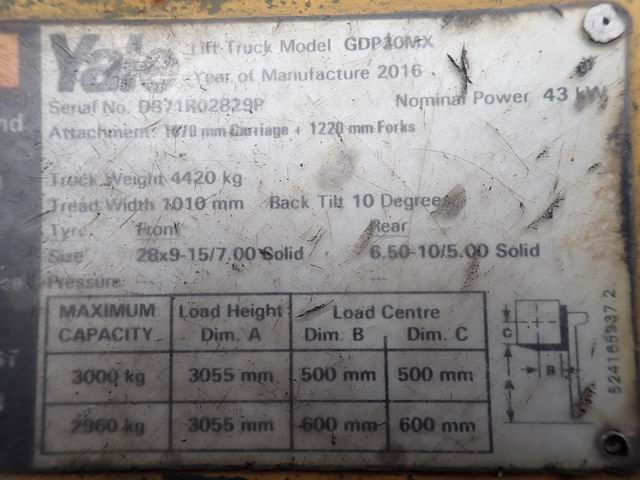 Yale
Lift Truck Model GDP30MX
Year of Manufacture 2016
Serial No. Nominal Power 43 kW
Attachment mm Carriage + 1220 mm Forks
Truck Weight 4420 kg
Tread Width 1010 mm Back Tilt 10 Degrees
Tyre Front Rear
Size 28x9-15/7.00 Solid 6.50-10/5.00 Solid
Pressure
MAXIMUM CAPACITY Load Height Dim. A Load Centre
Dim. B Dim. C
3000 kg 3055 mm 500 mm 500 mm
2960 kg 3055 mm 600 mm 600 mm
C
B
A